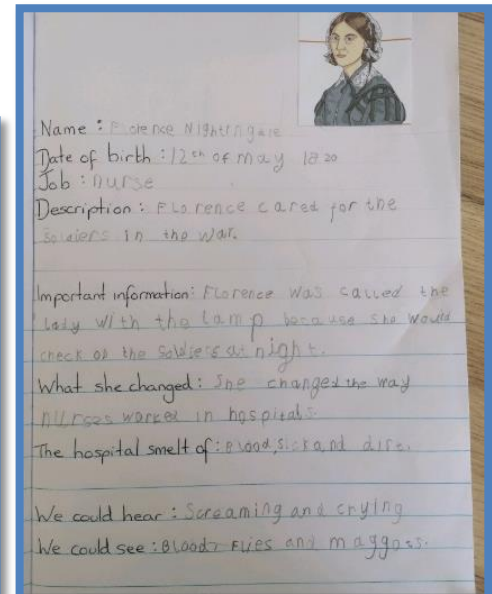 Name : Florence Nightingale
Date of birth : 12th of may 1820
Job : nurse
Description : Florence cared for the
soldiers in the war.
Important information: Florence was called the
lady with the lamp because she would
check on the soldiers at night.
What she changed : She changed the way
nurses worked in hospitals.
The hospital smelt of : Blood, sick and dirt.
We could hear : Screaming and crying
We could see : Blood, Flies and maggots.